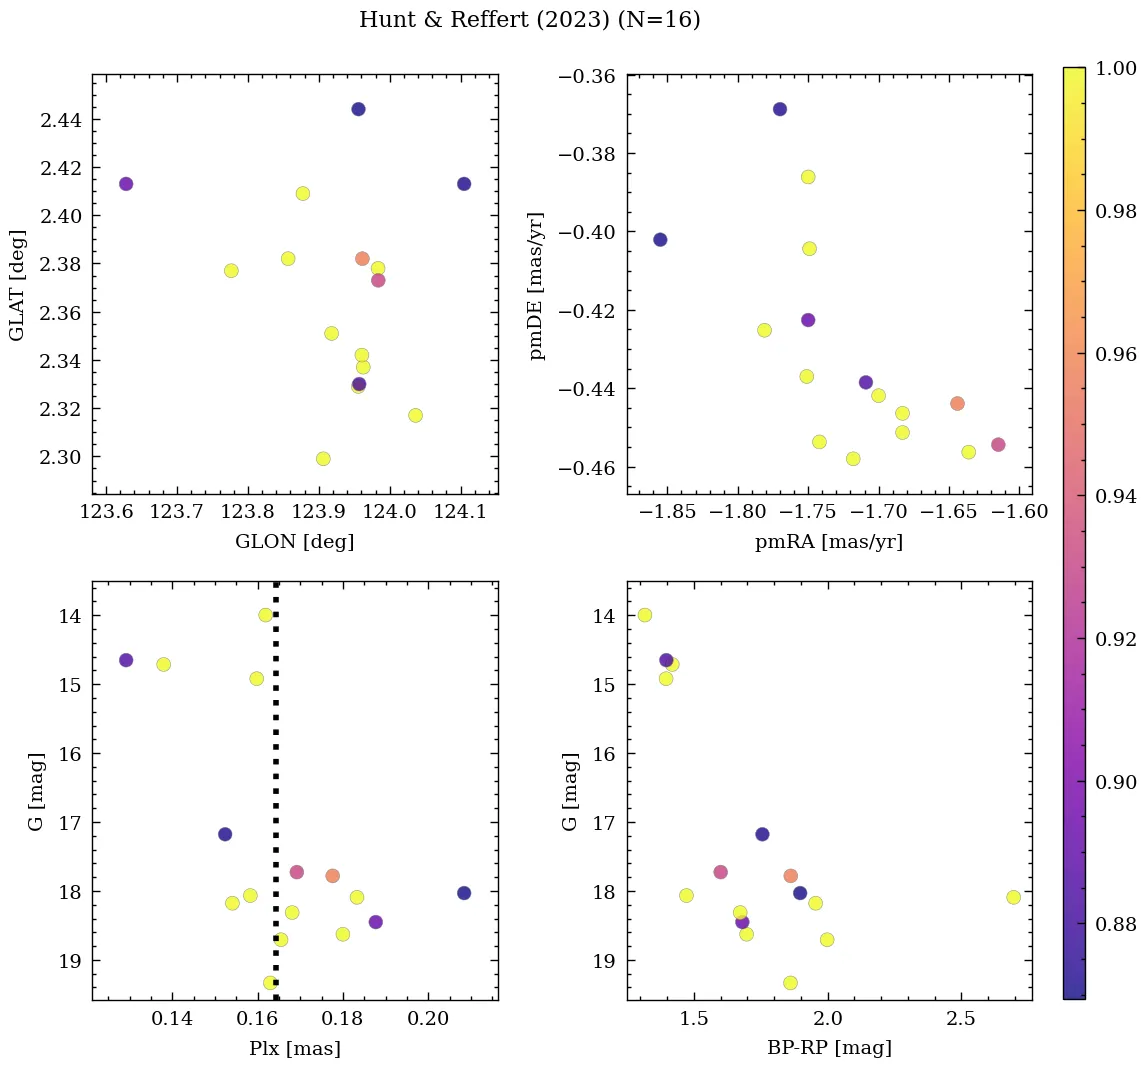 Hunt & Reffert (2023) (N=16)
2.44
2.42
2.40
2.38
2.36
2.34
2.32
2.30
GLAT [deg]
123.6 123.7 123.8 123.9 124.0 124.1
GLON [deg]
−0.36
−0.38
−0.40
−0.42
−0.44
−0.46
pmDE [mas/yr]
−1.85 −1.80 −1.75 −1.70 −1.65 −1.60
pmRA [mas/yr]
14
15
16
17
18
19
G [mag]
0.14 0.16 0.18 0.20
Plx [mas]
14
15
16
17
18
19
G [mag]
1.5 2.0 2.5
BP-RP [mag]
1.00
0.98
0.96
0.94
0.92
0.90
0.88